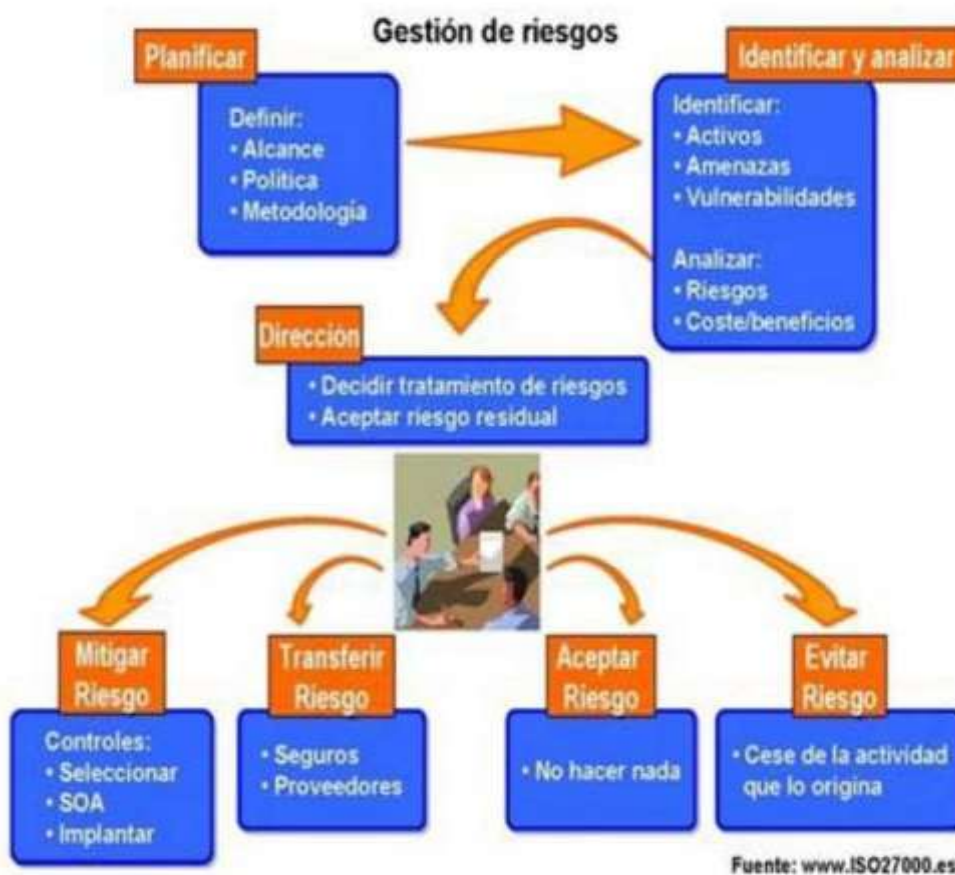 Gestión de riesgos
Planificar
Definir:
• Alcance
• Política
• Metodología
Identificar y analizar
Identificar:
• Activos
• Amenazas
• Vulnerabilidades
Analizar:
• Riesgos
• Coste/beneficios
Dirección
• Decidir tratamiento de riesgos
• Aceptar riesgo residual
Mitigar
Riesgo
Controles:
• Seleccionar
• SOA
• Implantar
Transferir
Riesgo
• Seguros
• Proveedores
Aceptar
Riesgo
• No hacer nada
Evitar
Riesgo
• Cese de la actividad
que lo origina
Fuente: www.ISO27000.es